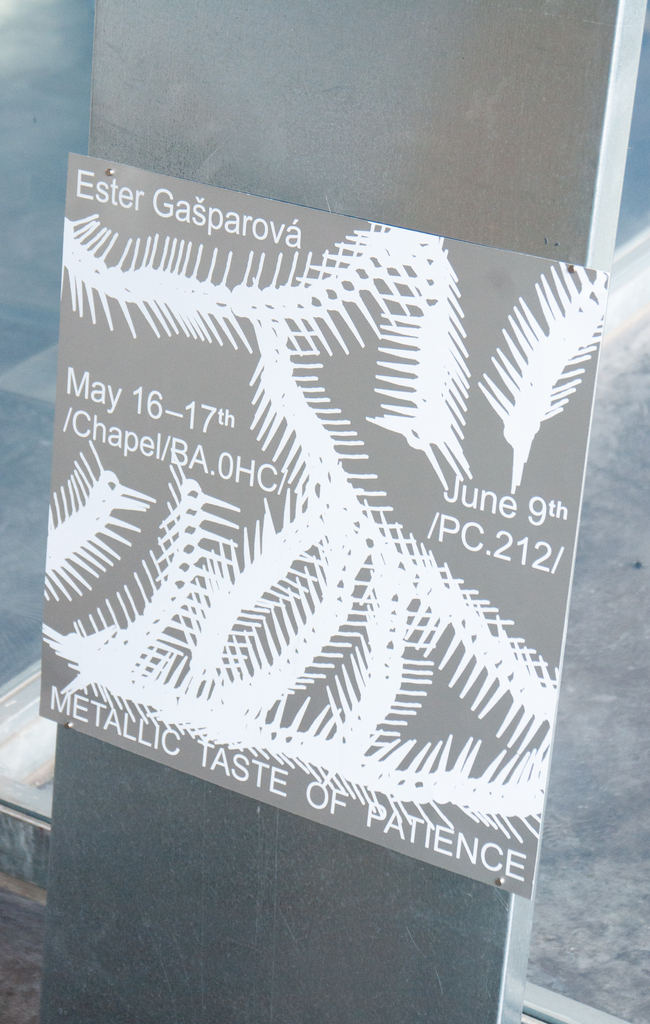 Ester Gašparová
May 16–17th
/Chapel/BA.0HC/
June 9th
/PC.212/
METALLIC TASTE OF PATIENCE